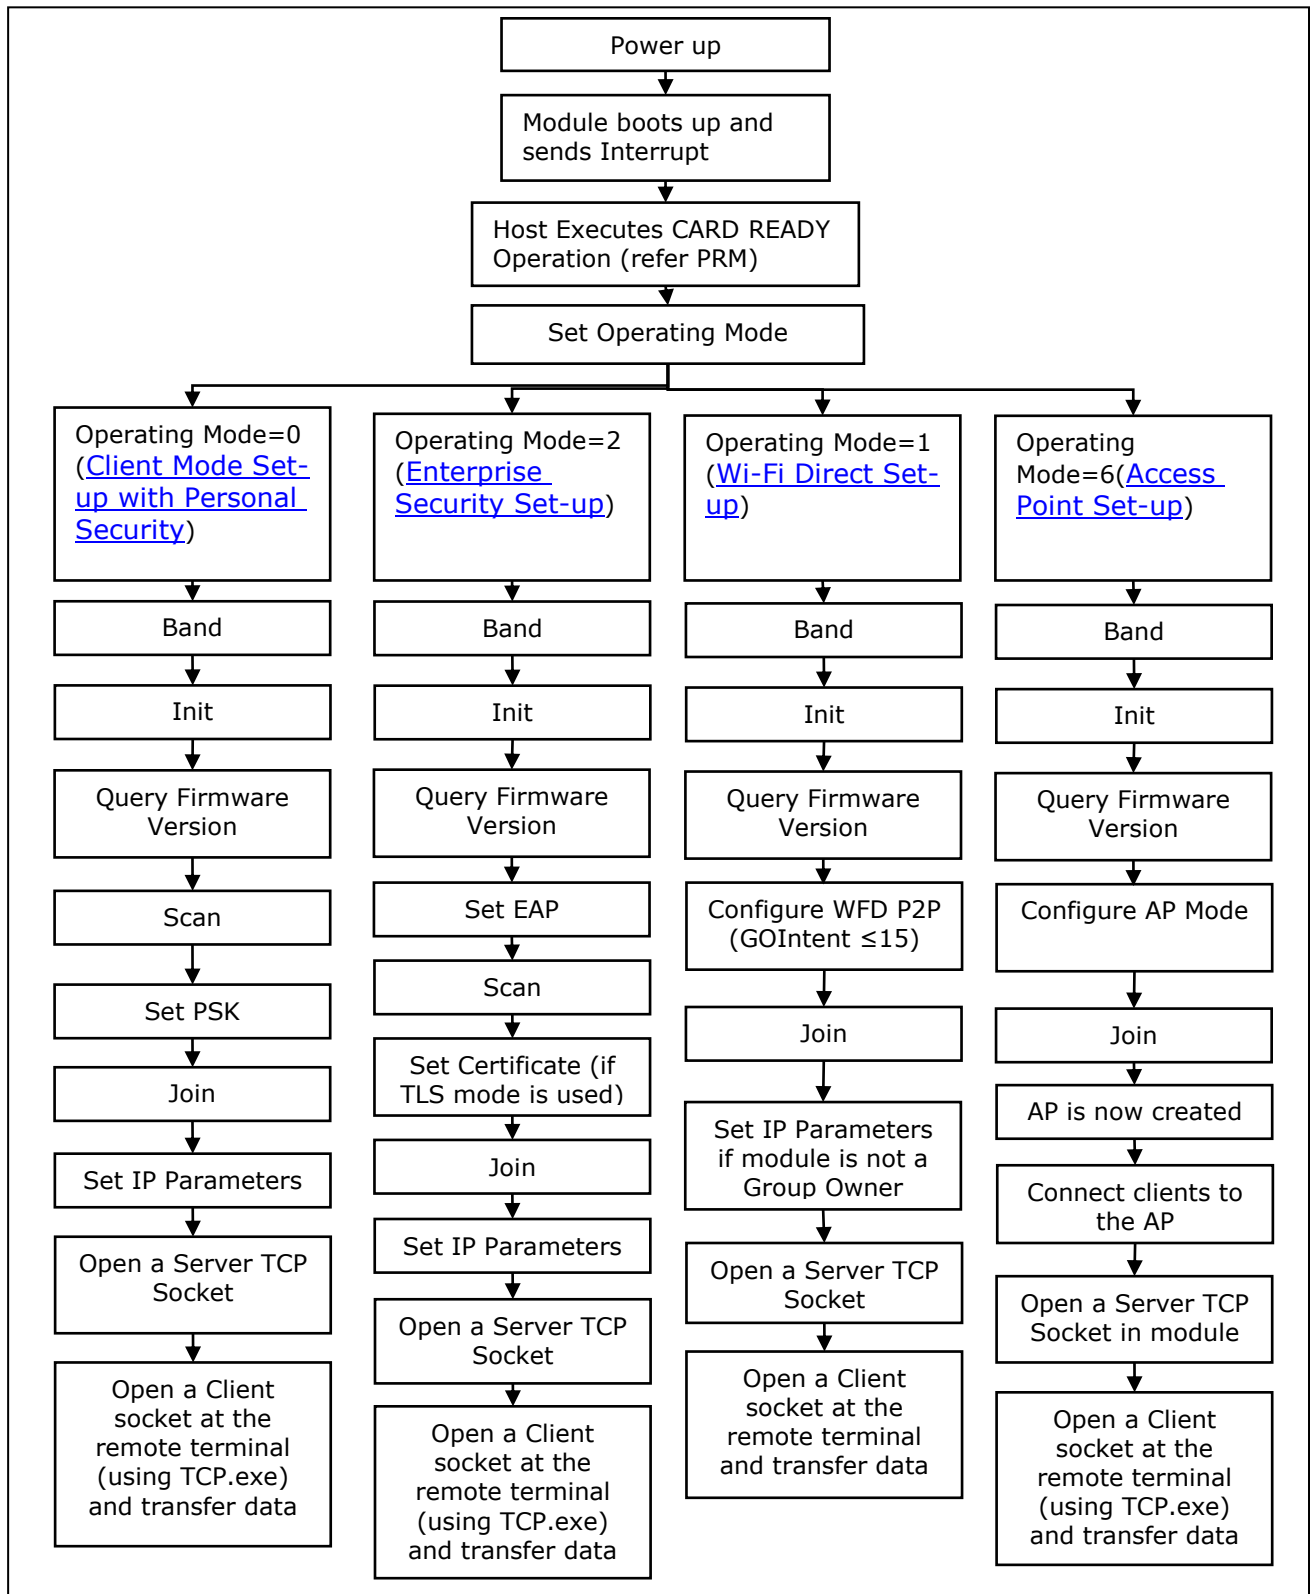 Power up
Module boots up and
sends Interrupt
Host Executes CARD READY
Operation (refer PRM)
Set Operating Mode
Operating Mode=0
(Client Mode Set-
up with Personal
Security)
Band
Init
Query Firmware
Version
Scan
Set PSK
Join
Set IP Parameters
Open a Server TCP
Socket
Open a Client
socket at the
remote terminal
(using TCP.exe)
and transfer data
Operating Mode=2
(Enterprise
Security Set-up)
Band
Init
Query Firmware
Version
Set EAP
Scan
Set Certificate (if
TLS mode is used)
Join
Set IP Parameters
Open a Server TCP
Socket
Open a Client
socket at the
remote terminal
(using TCP.exe)
and transfer data
Operating Mode=1
(Wi-Fi Direct Set-
up)
Band
Init
Query Firmware
Version
Configure WFD P2P
(GOIntent ≤15)
Join
Set IP Parameters
if module is not a
Group Owner
Open a Server TCP
Socket
Open a Client
socket at the
remote terminal
and transfer data
Operating
Mode=6(Access
Point Set-up)
Band
Init
Query Firmware
Version
Configure AP Mode
Join
AP is now created
Connect clients to
the AP
Open a Server TCP
Socket in module
Open a Client
socket at the
remote terminal
(using TCP.exe)
and transfer data